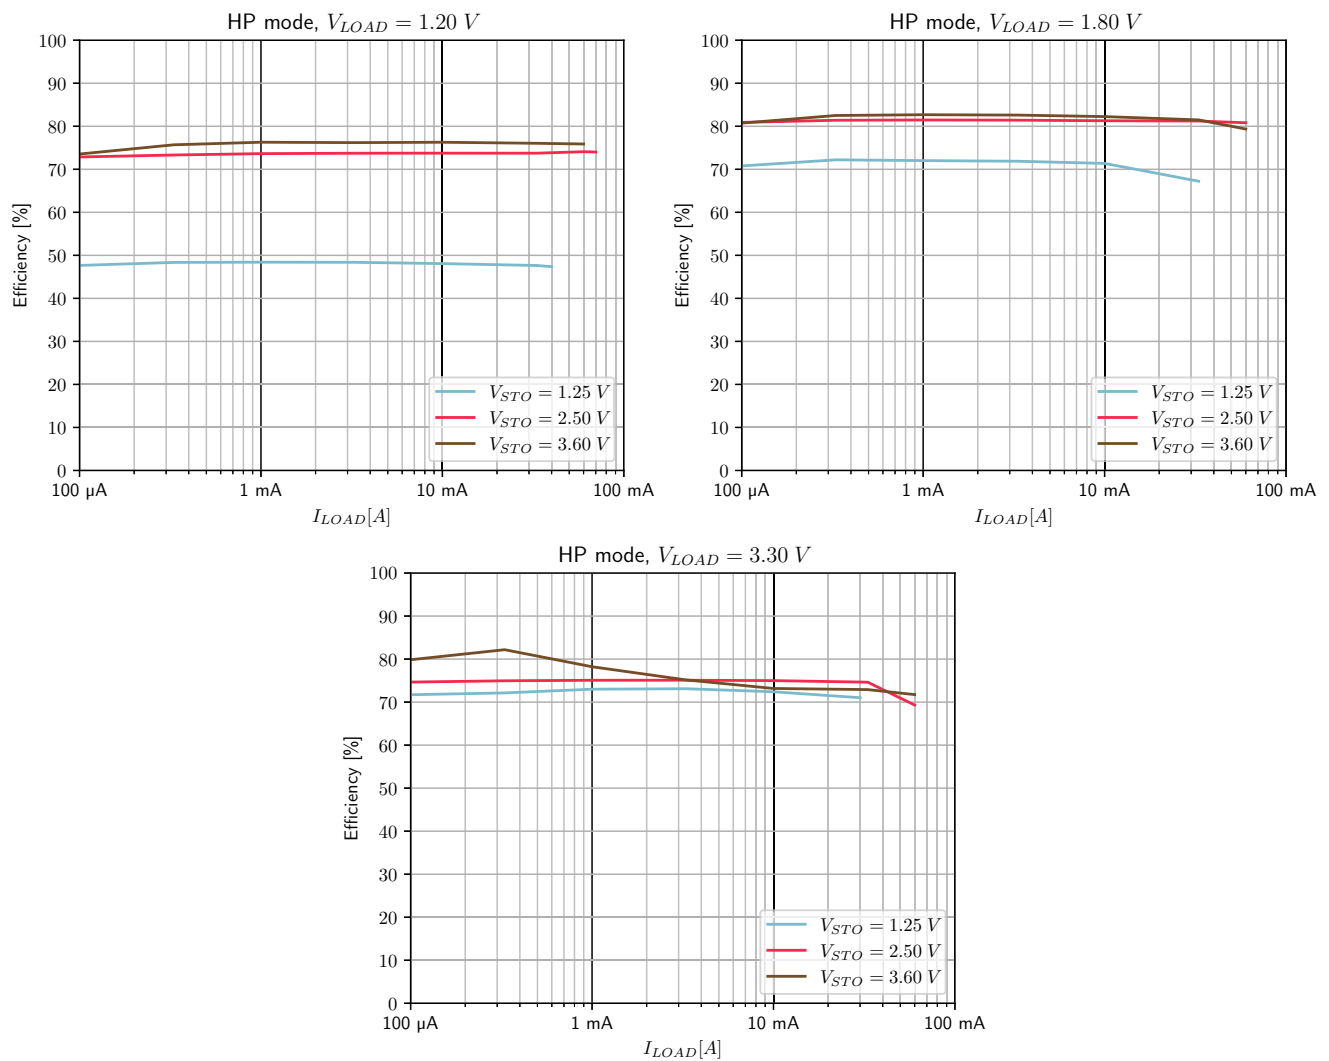 HP mode, V_LOAD = 1.20 V
100
90
80
70
60
50
40
30
20
10
0
Efficiency [%]
V_STO = 1.25 V
V_STO = 2.50 V
V_STO = 3.60 V
100 µA 1 mA 10 mA 100 mA
I_LOAD[A]
HP mode, V_LOAD = 1.80 V
100
90
80
70
60
50
40
30
20
10
0
Efficiency [%]
V_STO = 1.25 V
V_STO = 2.50 V
V_STO = 3.60 V
100 µA 1 mA 10 mA 100 mA
I_LOAD[A]
HP mode, V_LOAD = 3.30 V
100
90
80
70
60
50
40
30
20
10
0
Efficiency [%]
V_STO = 1.25 V
V_STO = 2.50 V
V_STO = 3.60 V
100 µA 1 mA 10 mA 100 mA
I_LOAD[A]